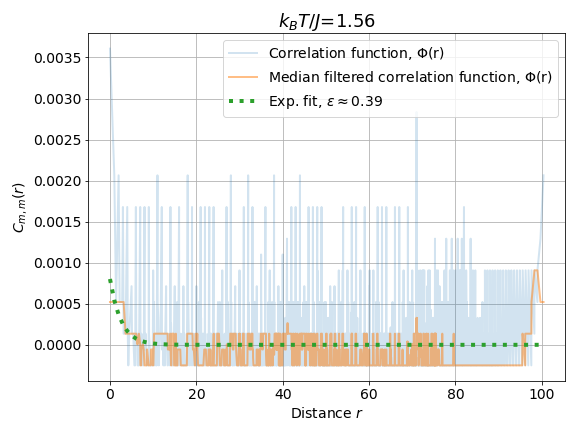 k_BT/J=1.56
Correlation function, Φ(r)
Median filtered correlation function, Φ(r)
Exp. fit, ε ≈ 0.39
C_{m,m}(r)
0.0035
0.0030
0.0025
0.0020
0.0015
0.0010
0.0005
0.0000
0 20 40 60 80 100
Distance r